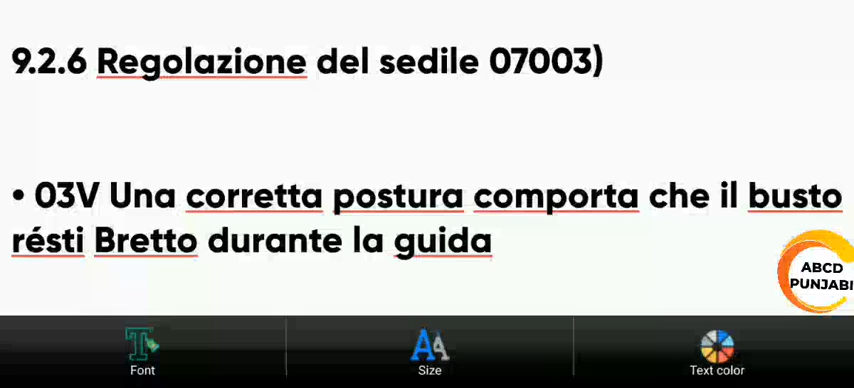 9.2.6 Regolazione del sedile 07003)
• 03V Una corretta postura comporta che il busto
résti Bretto durante la guida
ABCD
PUNJABI
Font
Size
Text color